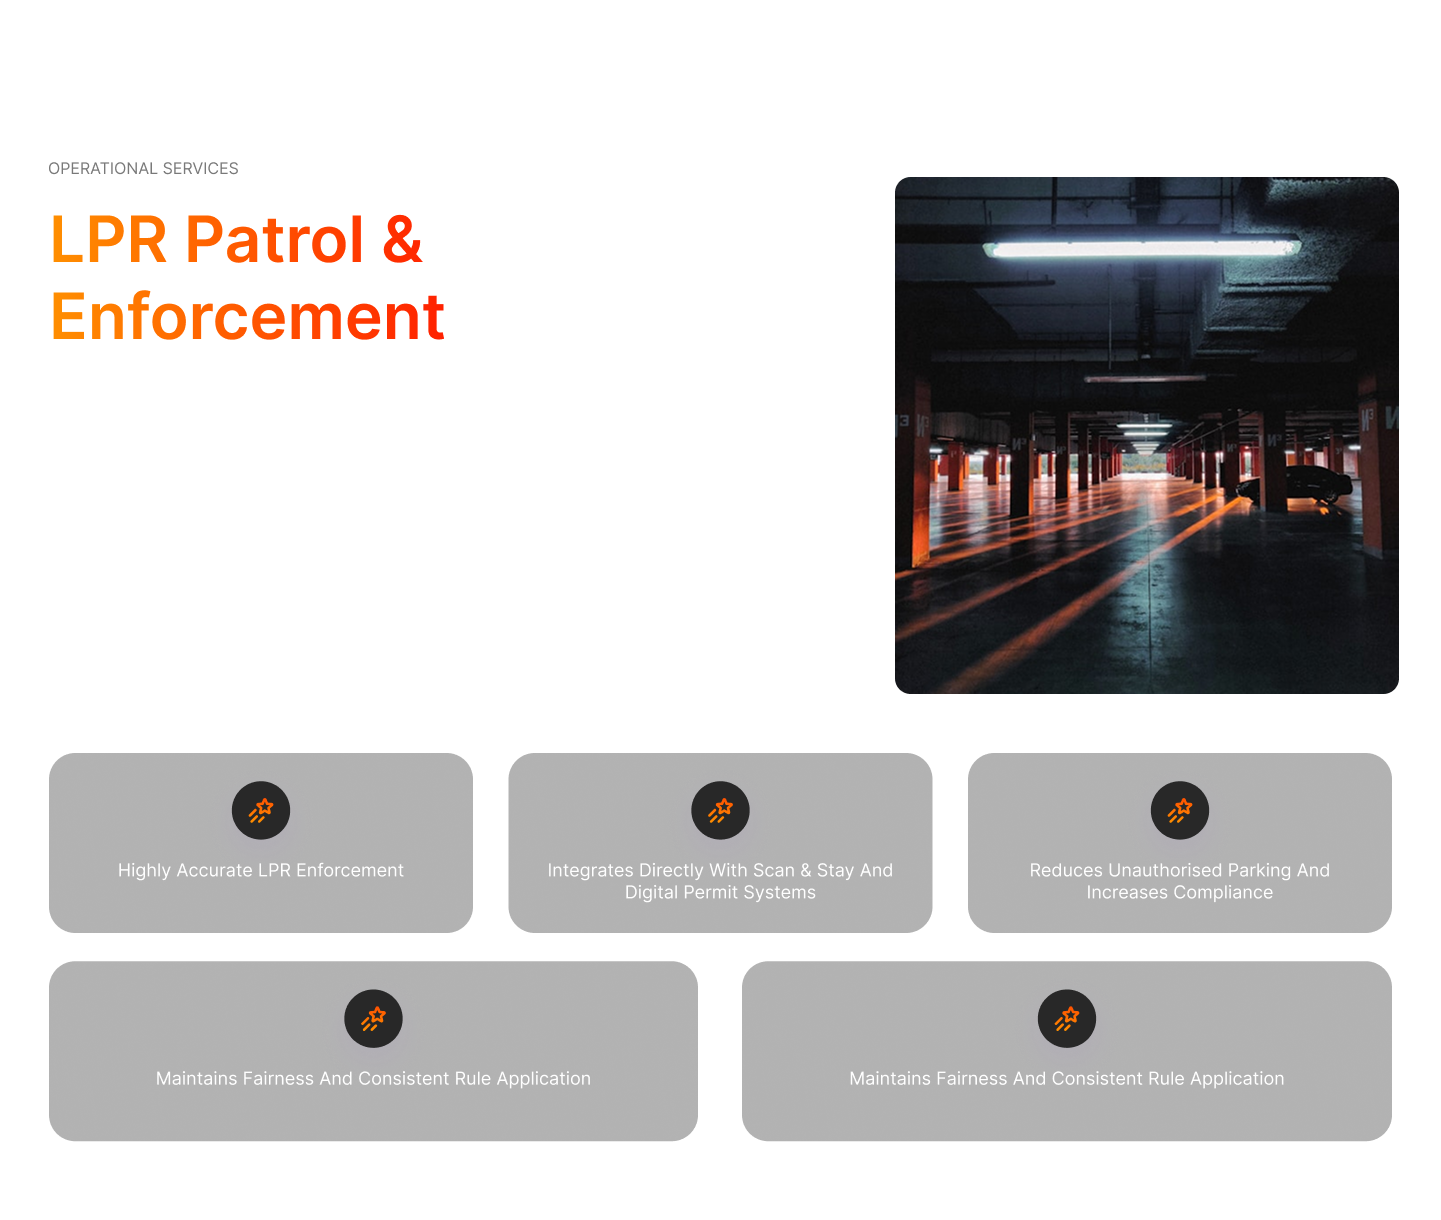 OPERATIONAL SERVICES
LPR Patrol &
Enforcement
Highly Accurate LPR Enforcement
Integrates Directly With Scan & Stay And
Digital Permit Systems
Reduces Unauthorised Parking And
Increases Compliance
Maintains Fairness And Consistent Rule Application
Maintains Fairness And Consistent Rule Application